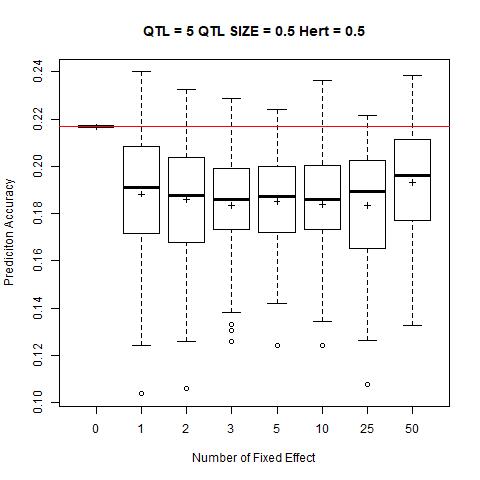 QTL = 5 QTL SIZE = 0.5 Hert = 0.5
Prediciton Accuracy
0.24
0.22
0.20
0.18
0.16
0.14
0.12
0.10
0 1 2 3 5 10 25 50
Number of Fixed Effect